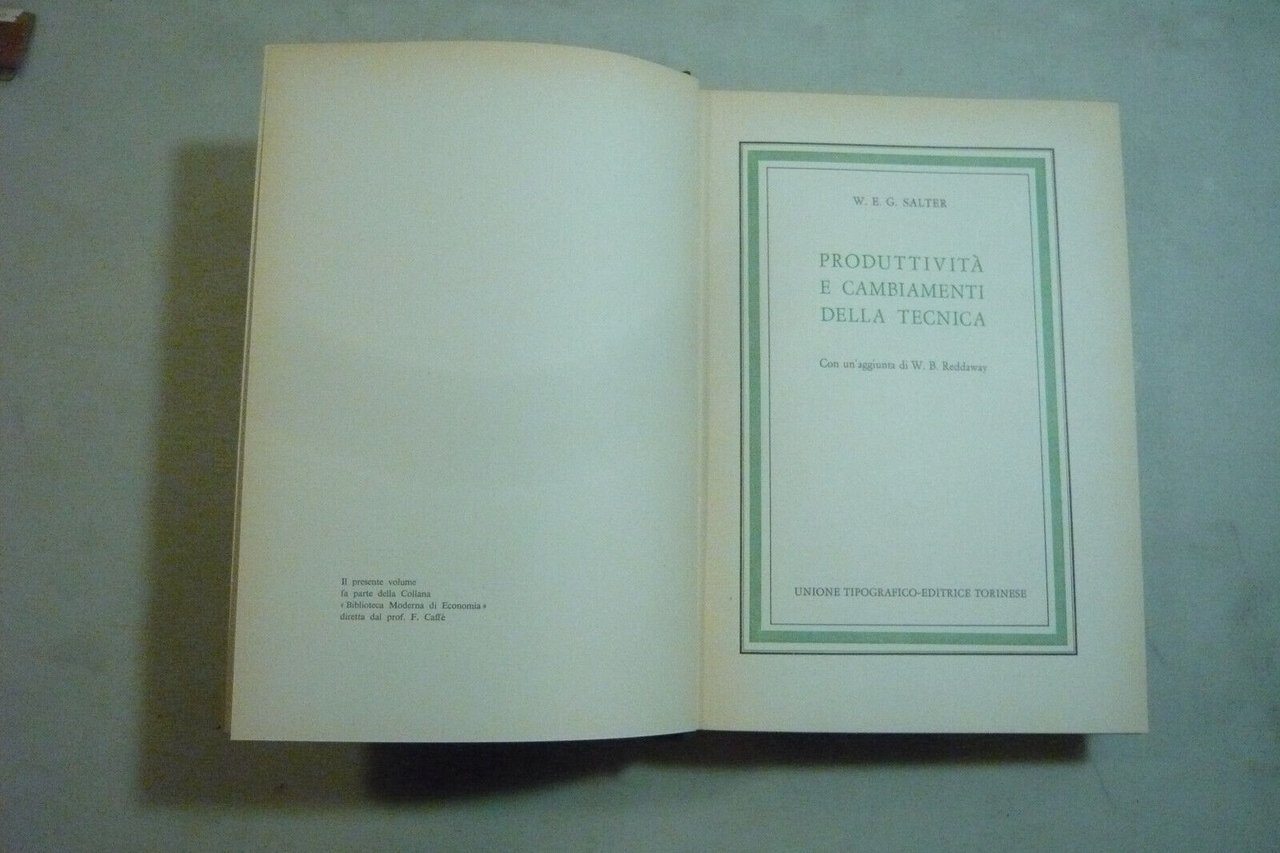 Il presente volume
fa parte della Collana
«Biblioteca Moderna di Economia»
diretta dal prof. F. Caffè
W. E. G. SALTER
PRODUTTIVITÀ
E CAMBIAMENTI
DELLA TECNICA
Con un'aggiunta di W. B. Reddaway
UNIONE TIPOGRAFICO-EDITRICE TORINESE